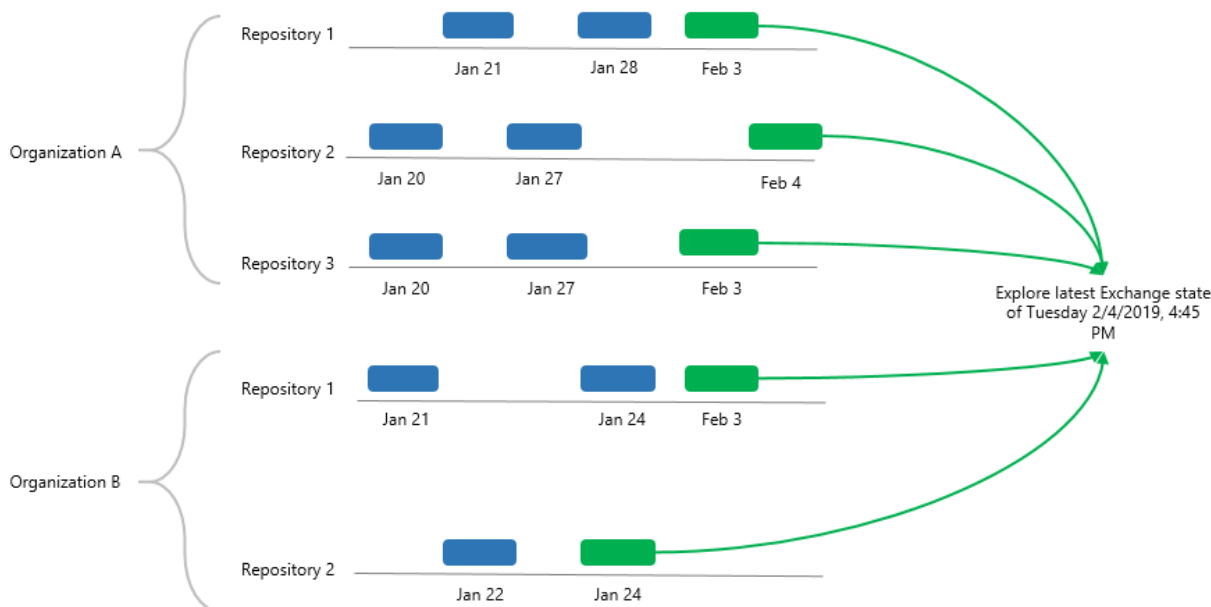 Repository 1
Jan 21
Jan 28
Feb 3
Organization A
Repository 2
Jan 20
Jan 27
Feb 4
Repository 3
Jan 20
Jan 27
Feb 3
Explore latest Exchange state
of Tuesday 2/4/2019, 4:45
PM
Repository 1
Jan 21
Jan 24
Feb 3
Organization B
Repository 2
Jan 22
Jan 24